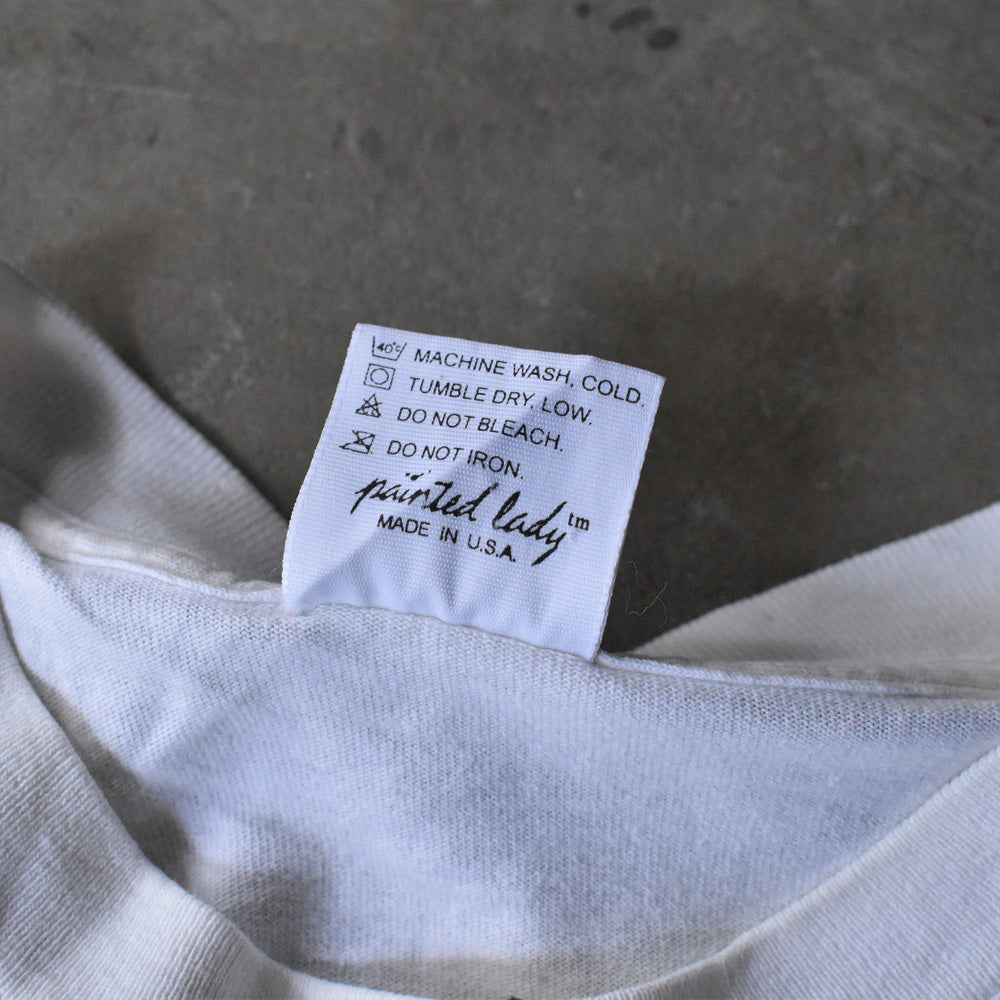 40°c MACHINE WASH, COLD.
TUMBLE DRY, LOW.
DO NOT BLEACH.
DO NOT IRON.
painted lady tm
MADE IN U.S.A.